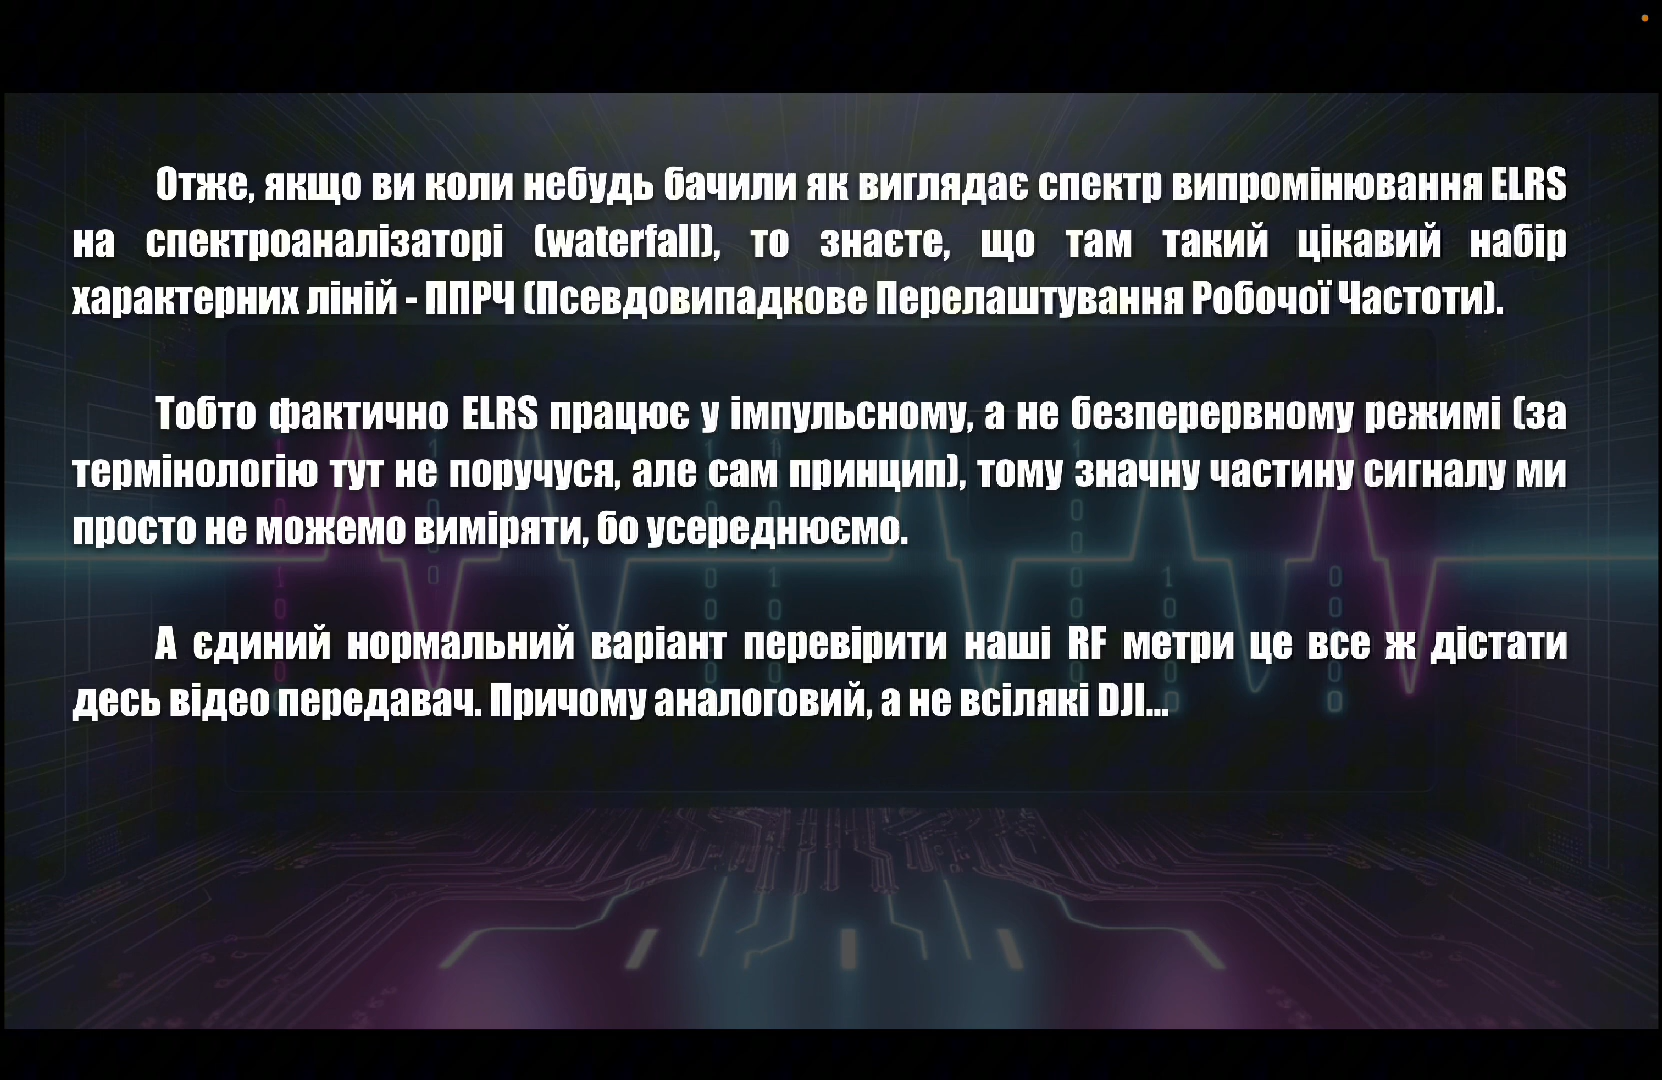 Отже, якщо ви коли небудь бачили як виглядає спектр випромінювання ELRS
на спектроаналізаторі (waterfall), то знаєте, що там такий цікавий набір
характерних ліній - ППРЧ (Псевдовипадкове Перелаштування Робочої Частоти).
Тобто фактично ELRS працює у імпульсному, а не безперервному режимі (за
термінологію тут не поручуся, але сам принцип), тому значну частину сигналу ми
просто не можемо виміряти, бо усереднюємо.
А єдиний нормальний варіант перевірити наші RF метри це все ж дістати
десь відео передавач. Причому аналоговий, а не всілякі DJI...